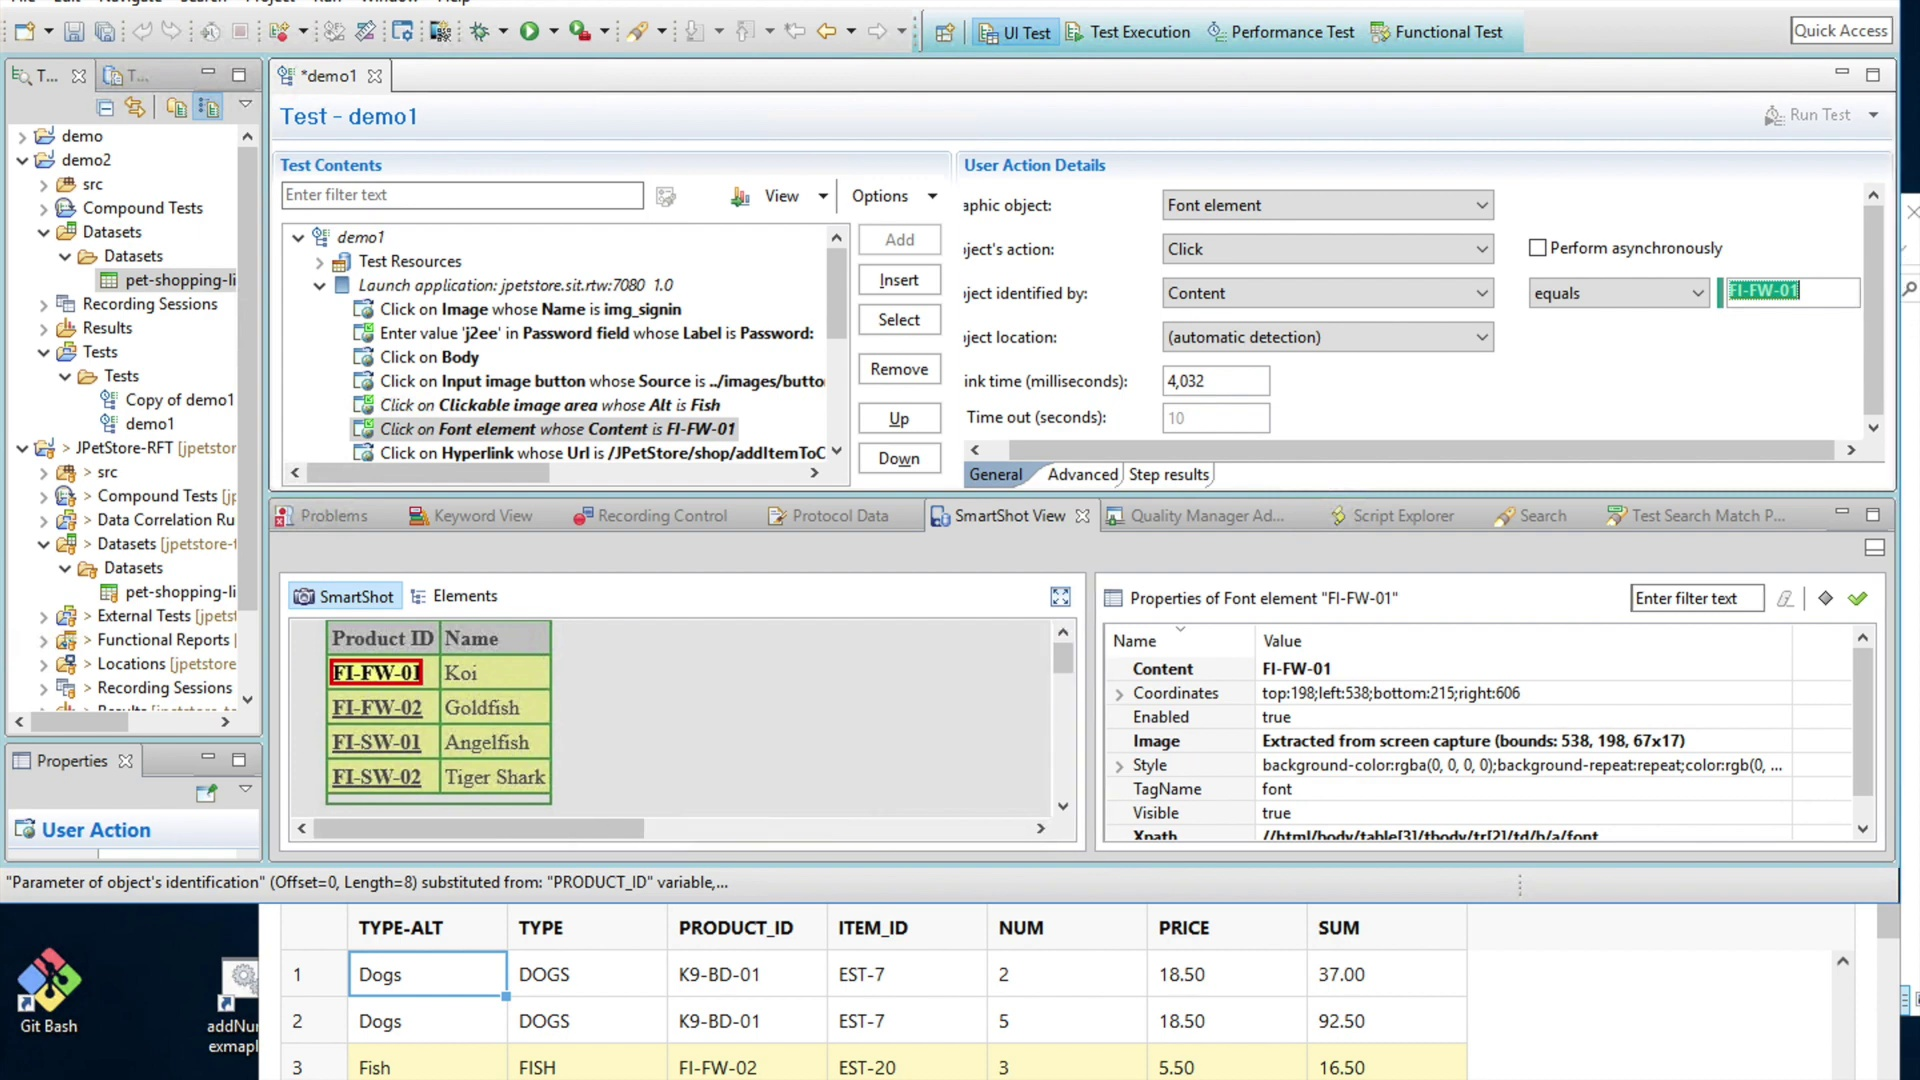 Quick Access
UI Test
Test Execution
Performance Test
Functional Test
T...
T...
*demo1
demo
demo2
src
Compound Tests
Datasets
Datasets
pet-shopping-li
Recording Sessions
Results
Tests
Tests
Copy of demo1
demo1
> JPetStore-RFT [jpetstor
> src
> Compound Tests [jp
> Data Correlation Ru
> Datasets [jpetstore-t
> Datasets
pet-shopping-li
> External Tests [jpets
> Functional Reports
> Locations [jpetstore
> Recording Sessions
Properties
User Action
Test - demo1
Run Test
Test Contents
Enter filter text
View
Options
demo1
Test Resources
Launch application: jpetstore.sit.rtw:7080 1.0
Click on Image whose Name is img_signin
Enter value 'j2ee' in Password field whose Label is Password:
Click on Body
Click on Input image button whose Source is ../images/butto
Click on Clickable image area whose Alt is Fish
Click on Font element whose Content is FI-FW-01
Click on Hyperlink whose Url is /JPetStore/shop/addItemToC
Add
Insert
Select
Remove
Up
Down
User Action Details
aphic object:
Font element
bject's action:
Click
Perform asynchronously
bject identified by:
Content
equals
FI-FW-01
bject location:
(automatic detection)
ink time (milliseconds):
4,032
Time out (seconds):
10
General
Advanced
Step results
Problems
Keyword View
Recording Control
Protocol Data
SmartShot View
Quality Manager Ad...
Script Explorer
Search
Test Search Match P...
SmartShot
Elements
Product ID Name
FI-FW-01 Koi
FI-FW-02 Goldfish
FI-SW-01 Angelfish
FI-SW-02 Tiger Shark
Properties of Font element "FI-FW-01"
Enter filter text
Name Value
Content FI-FW-01
Coordinates top:198;left:538;bottom:215;right:606
Enabled true
Image Extracted from screen capture (bounds: 538, 198, 67x17)
Style background-color:rgba(0, 0, 0, 0);background-repeat:repeat;color:rgb(0, ...
TagName font
Visible true
Xpath //html/body/table[3]/tbody/tr[2]/td/b/a/font
"Parameter of object's identification" (Offset=0, Length=8) substituted from: "PRODUCT_ID" variable,...
TYPE-ALT TYPE PRODUCT_ID ITEM_ID NUM PRICE SUM
1 Dogs DOGS K9-BD-01 EST-7 2 18.50 37.00
2 Dogs DOGS K9-BD-01 EST-7 5 18.50 92.50
3 Fish FISH FI-FW-02 EST-20 3 5.50 16.50
Git Bash
addNu
exmapl